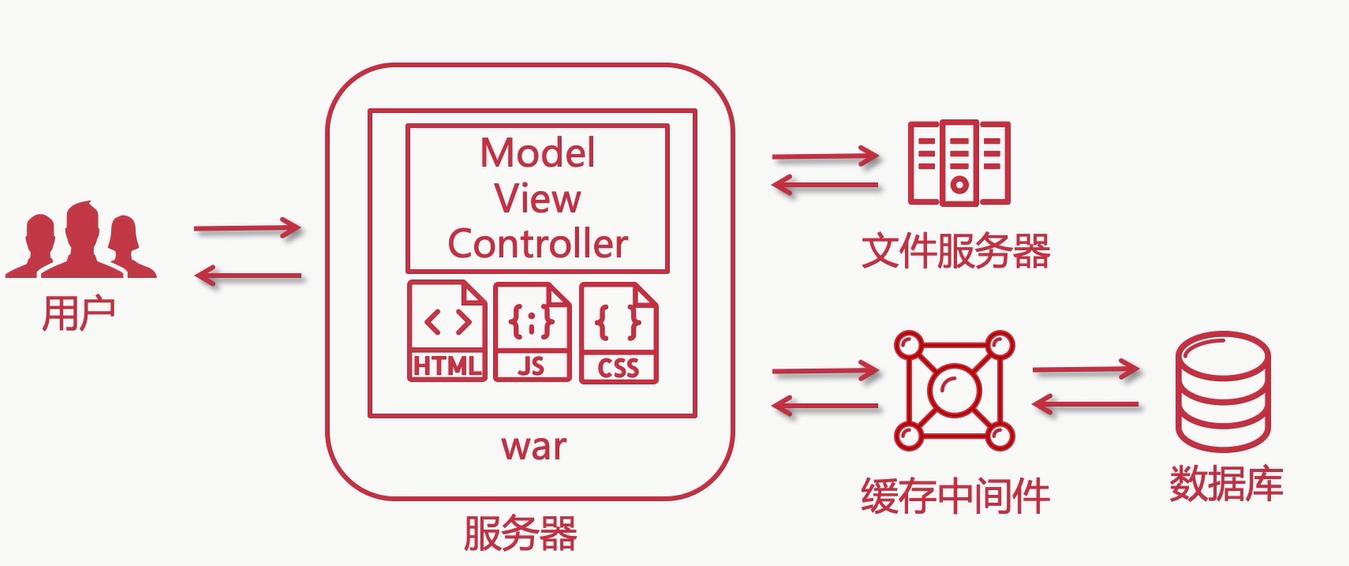 Model
View
Controller
HTML
JS
CSS
war
服务器
用户
文件服务器
缓存中间件
数据库